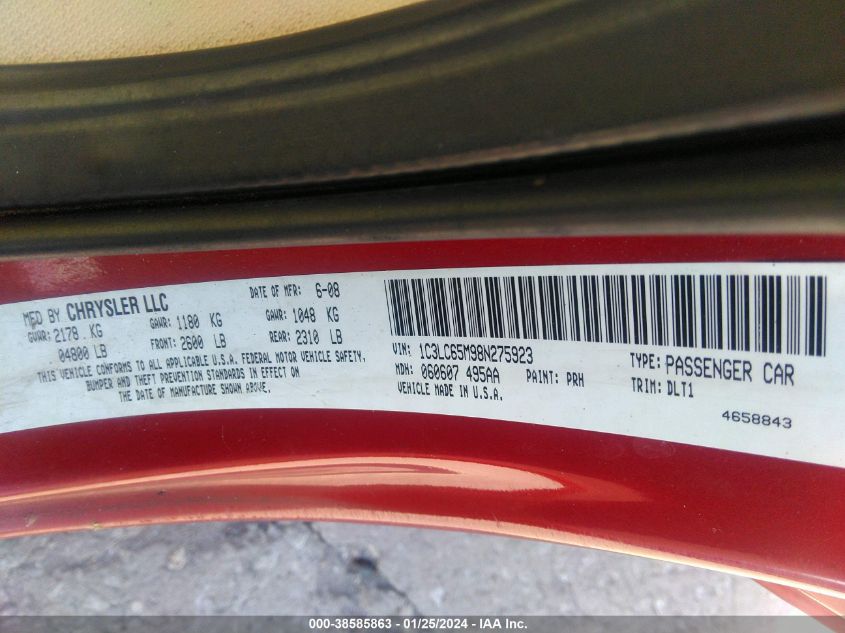 MFD BY CHRYSLER LLC
DATE OF MFR: 6-08
GVWR: 2178 KG
GAWR: 1180 KG
GAWR: 1048 KG
04800 LB
FRONT: 2600 LB
REAR: 2310 LB
THIS VEHICLE CONFORMS TO ALL APPLICABLE U.S.A. FEDERAL MOTOR VEHICLE SAFETY,
BUMPER AND THEFT PREVENTION STANDARDS IN EFFECT ON
THE DATE OF MANUFACTURE SHOWN ABOVE.
VIN: 1C3LC65M98N275923
TYPE: PASSENGER CAR
MDH: 060607 495AA
PAINT: PRH
TRIM: DLT1
VEHICLE MADE IN U.S.A.
4658843
000-38585863 - 01/25/2024 - IAA Inc.